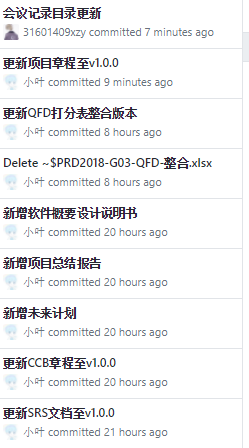 会议记录目录更新
31601409xzy committed 7 minutes ago
更新项目章程至v1.0.0
小叶 committed 9 minutes ago
更新QFD打分表整合版本
小叶 committed 8 hours ago
Delete ~$PRD2018-G03-QFD-整合.xlsx
小叶 committed 8 hours ago
新增软件概要设计说明书
小叶 committed 20 hours ago
新增项目总结报告
小叶 committed 20 hours ago
新增未来计划
小叶 committed 20 hours ago
更新CCB章程至v1.0.0
小叶 committed 20 hours ago
更新SRS文档至v1.0.0
小叶 committed 21 hours ago